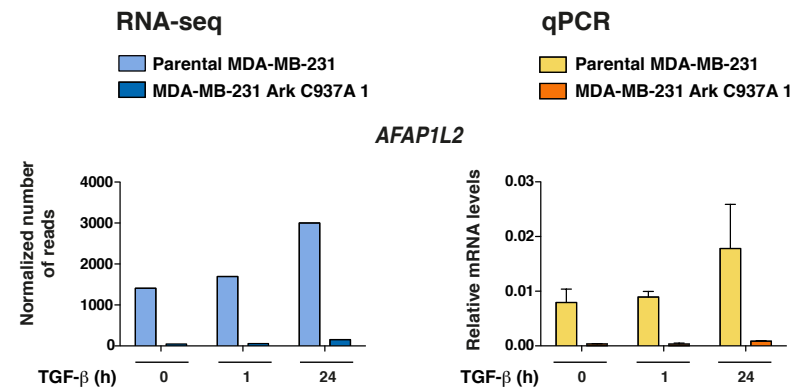 RNA-seq
Parental MDA-MB-231
MDA-MB-231 Ark C937A 1
qPCR
Parental MDA-MB-231
MDA-MB-231 Ark C937A 1
AFAP1L2
Normalized number
of reads
4000
3000
2000
1000
0
TGF-β (h) 0 1 24
Relative mRNA levels
0.03
0.02
0.01
0.00
TGF-β (h) 0 1 24